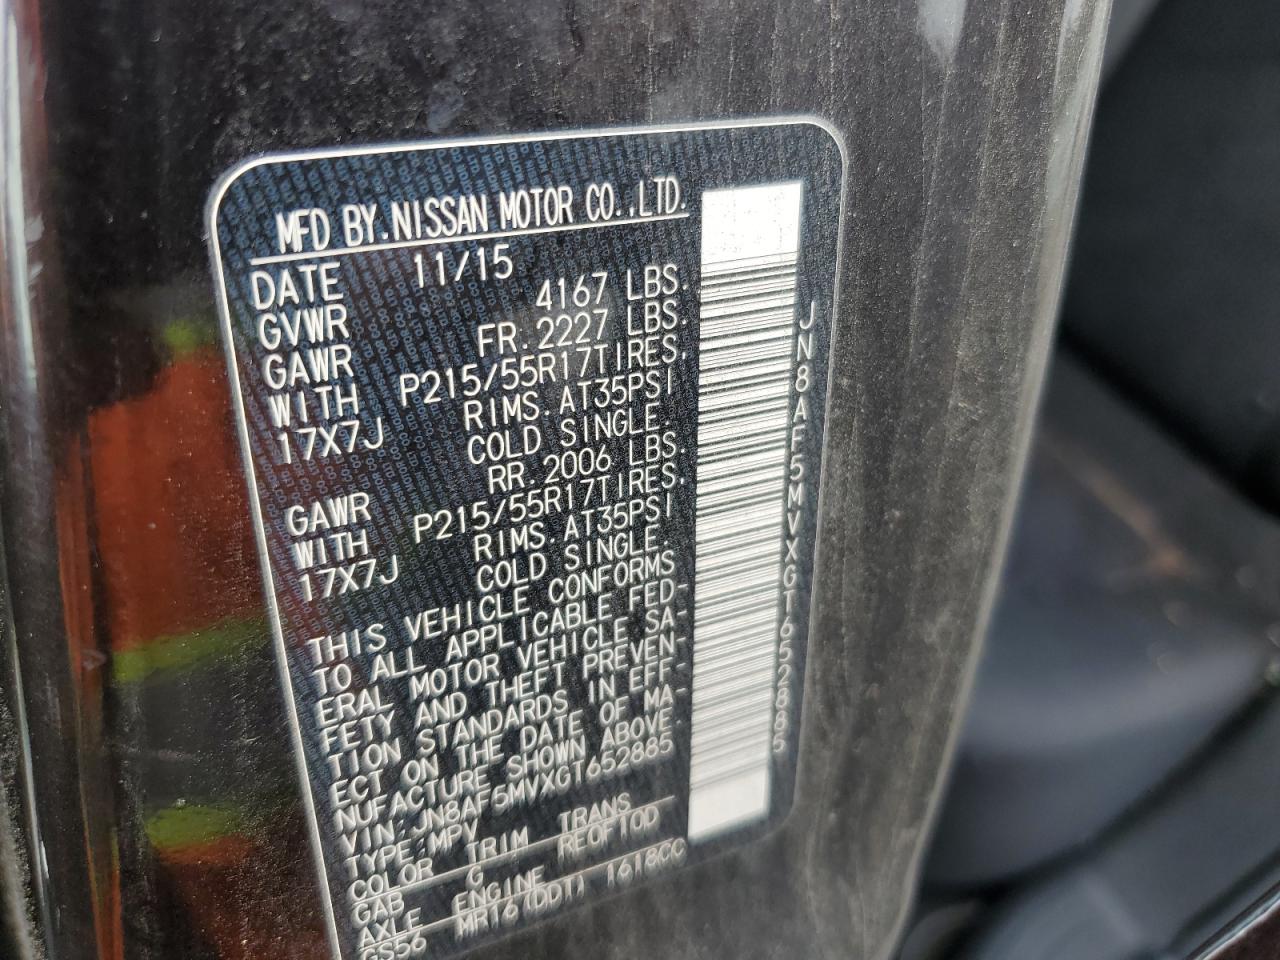 MFD BY.NISSAN MOTOR CO.,LTD.
DATE 11/15
GVWR 4167 LBS.
GAWR FR.2227 LBS.
WITH P215/55R17TIRES.
17X7J RIMS.AT35PSI
COLD SINGLE.
GAWR RR.2006 LBS.
WITH P215/55R17TIRES.
17X7J RIMS.AT35PSI
COLD SINGLE.
THIS VEHICLE CONFORMS
TO ALL APPLICABLE FED-
ERAL MOTOR VEHICLE SA-
FETY AND THEFT PREVEN-
TION STANDARDS IN EFF-
ECT ON THE DATE OF MA-
NUFACTURE SHOWN ABOVE.
VIN:JN8AF5MVXGT652885
TYPE:MPV
COLOR TRIM TRANS
GAB G RE0F10D
AXLE ENGINE
GS56 MR16(DDT) 1618CC
JN8AF5MVXGT652885